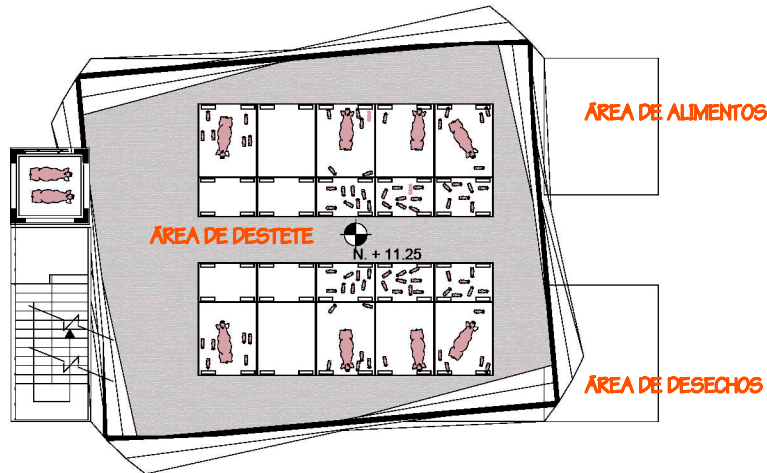 ÁREA DE ALIMENTOS
ÁREA DE DESTETE
N. + 11.25
ÁREA DE DESECHOS